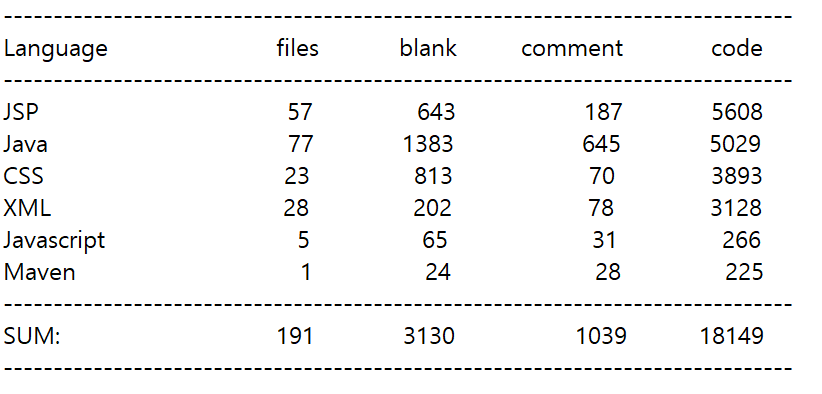 -------------------------------------------------------------------------------
Language files blank comment code
-------------------------------------------------------------------------------
JSP 57 643 187 5608
Java 77 1383 645 5029
CSS 23 813 70 3893
XML 28 202 78 3128
Javascript 5 65 31 266
Maven 1 24 28 225
-------------------------------------------------------------------------------
SUM: 191 3130 1039 18149
-------------------------------------------------------------------------------